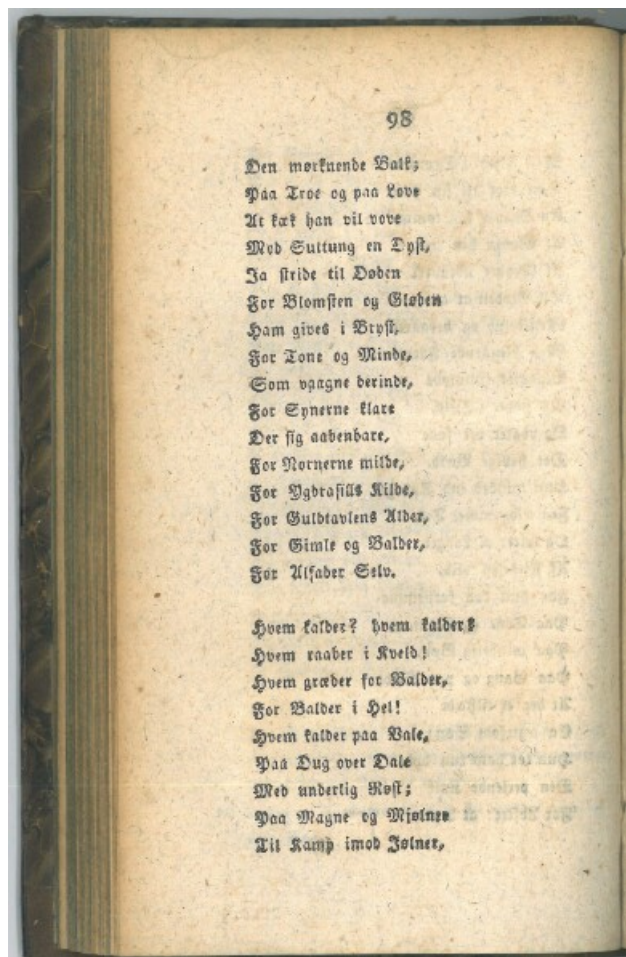 98
Den mørknende Valk;
Paa Troe og paa Love
At kæk han vil vove
Med Suttung en Dyst,
Ja stride til Døden
For Blomsten og Gløden
Ham gives i Bryst,
For Tone og Minde,
Som vaagne derinde,
For Synerne klare
Der sig aabenbare,
For Nornerne milde,
For Ygdrasills Kilde,
For Guldtavlens Alder,
For Gimle og Balder,
For Alfader Selv.
Hvem kalder? hvem kalder?
Hvem raaber i Kveld!
Hvem græder for Balder,
For Balder i Hel!
Hvem kalder paa Vale,
Paa Dug over Dale
Med underlig Røst;
Paa Magne og Mjølner
Til Kamp imod Jølner,